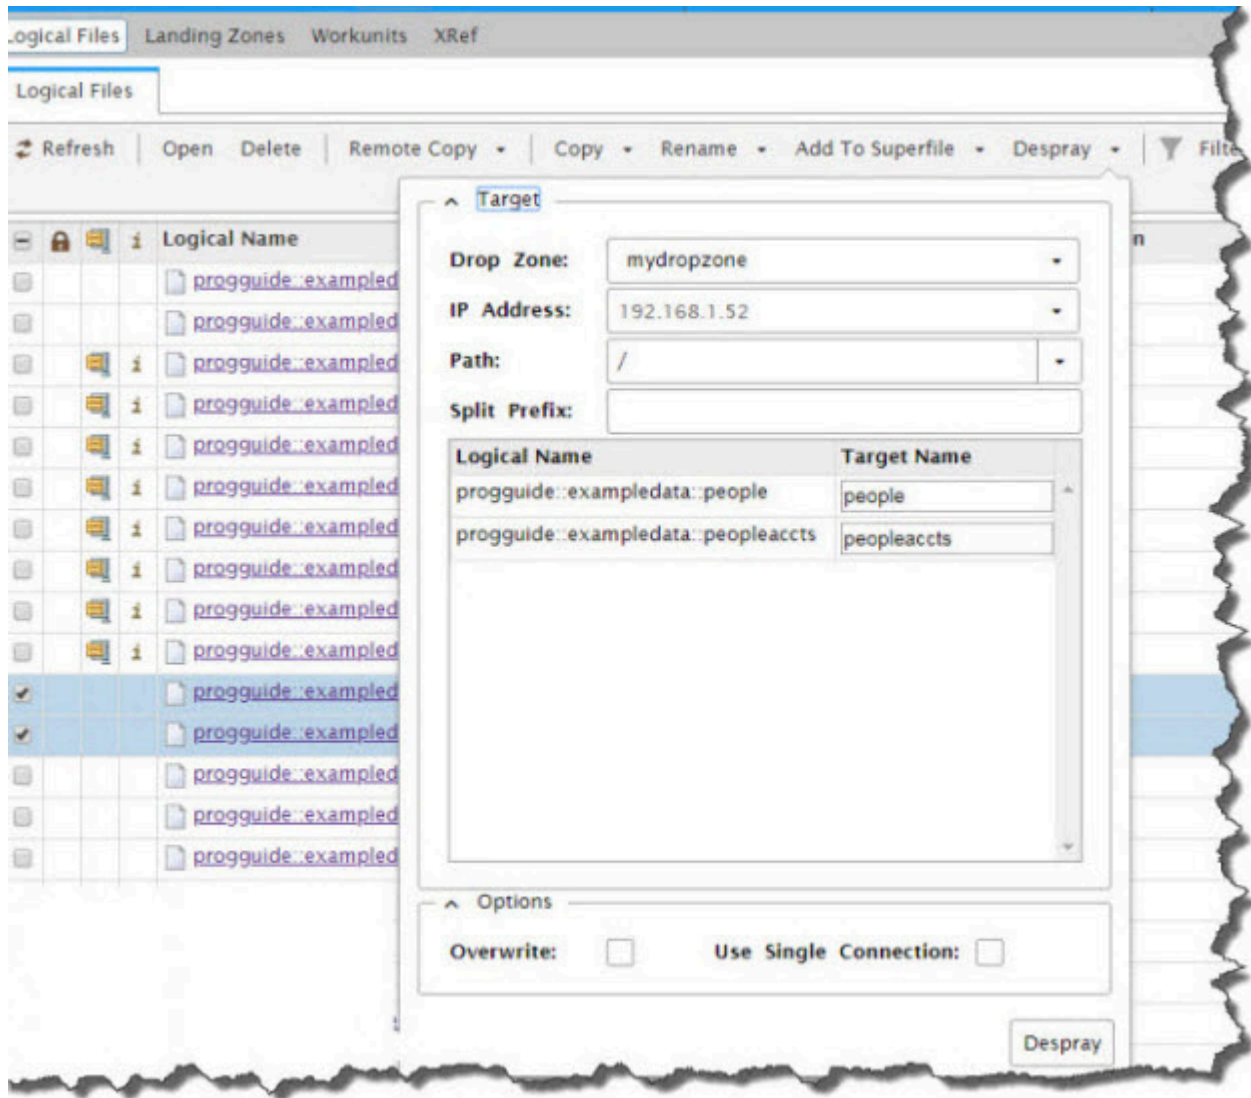 Logical Files Landing Zones Workunits XRef
Logical Files
Refresh Open Delete Remote Copy Copy Rename Add To Superfile Despray
Target
Logical Name
Drop Zone: mydropzone
progguide::exampled
IP Address: 192.168.1.52
progguide::exampled
Path: /
progguide::exampled
Split Prefix:
progguide::exampled
Logical Name Target Name
progguide::exampled
progguide::exampledata::people people
progguide::exampled
progguide::exampledata::peopleaccts peopleaccts
progguide::exampled
progguide::exampled
progguide::exampled
progguide::exampled
progguide::exampled
progguide::exampled
progguide::exampled
progguide::exampled
progguide::exampled
Options
Overwrite: Use Single Connection:
Despray